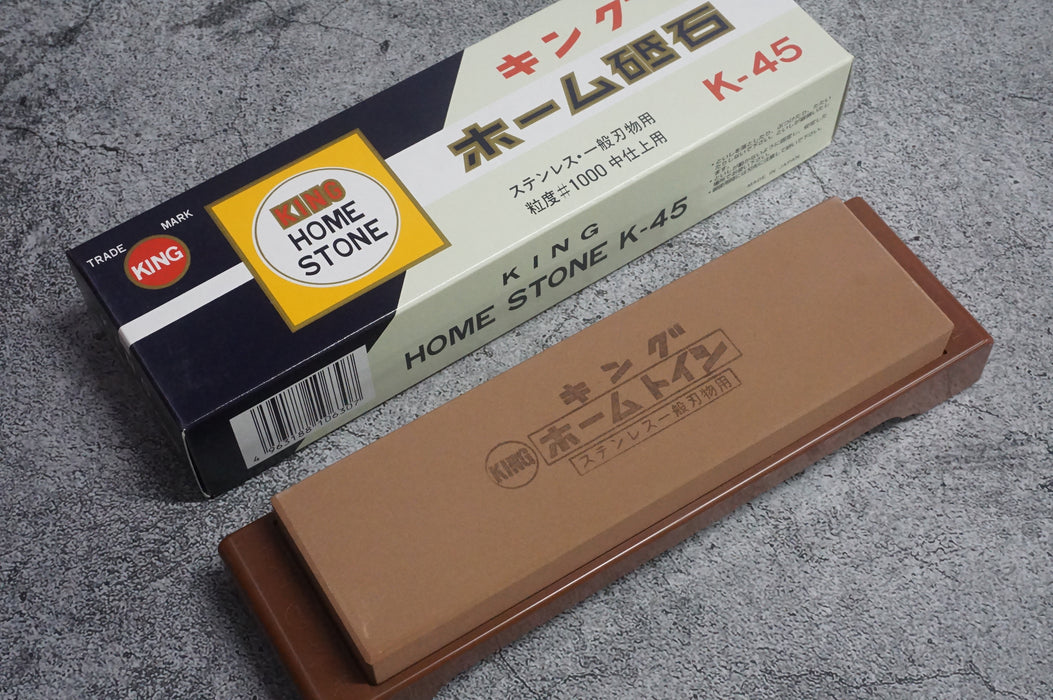 キング
ホーム砥石
K-45
ステンレス・一般刃物用
粒度#1000 中仕上用
MADE IN JAPAN
TRADE MARK
KING
KING
HOME
STONE
KING
HOME STONE K-45
キング
ホームトイシ
KING
ステンレス一般刃物用